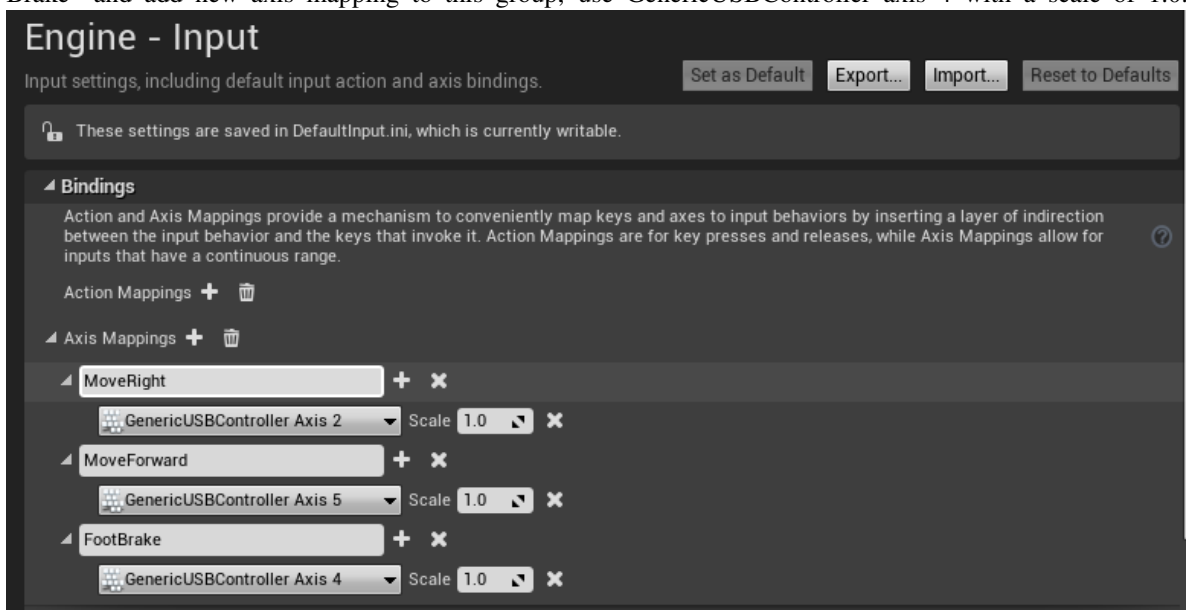 Brake" and add new axis mapping to this group, use GenericUSBController axis 4 with a scale of 1.0.
Engine - Input
Input settings, including default input action and axis bindings.
Set as Default
Export...
Import...
Reset to Defaults
These settings are saved in DefaultInput.ini, which is currently writable.
Bindings
Action and Axis Mappings provide a mechanism to conveniently map keys and axes to input behaviors by inserting a layer of indirection
between the input behavior and the keys that invoke it. Action Mappings are for key presses and releases, while Axis Mappings allow for
inputs that have a continuous range.
Action Mappings
Axis Mappings
MoveRight
GenericUSBController Axis 2 Scale 1.0
MoveForward
GenericUSBController Axis 5 Scale 1.0
FootBrake
GenericUSBController Axis 4 Scale 1.0